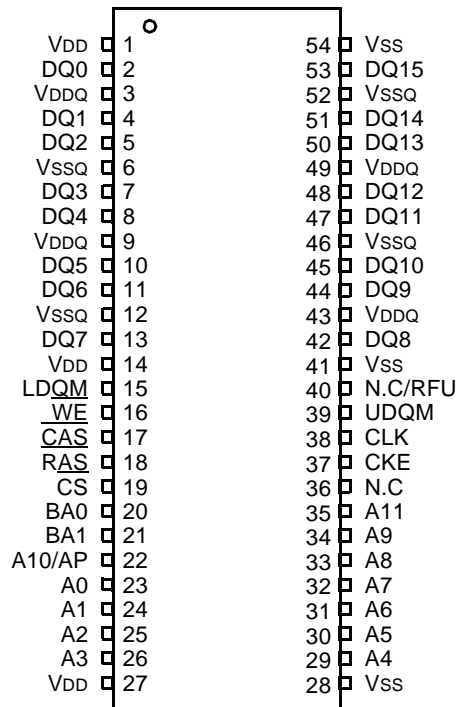 VDD 1 54 VSS
DQ0 2 53 DQ15
VDDQ 3 52 VSSQ
DQ1 4 51 DQ14
DQ2 5 50 DQ13
VSSQ 6 49 VDDQ
DQ3 7 48 DQ12
DQ4 8 47 DQ11
VDDQ 9 46 VSSQ
DQ5 10 45 DQ10
DQ6 11 44 DQ9
VSSQ 12 43 VDDQ
DQ7 13 42 DQ8
VDD 14 41 VSS
LDQM 15 40 N.C/RFU
WE 16 39 UDQM
CAS 17 38 CLK
RAS 18 37 CKE
CS 19 36 N.C
BA0 20 35 A11
BA1 21 34 A9
A10/AP 22 33 A8
A0 23 32 A7
A1 24 31 A6
A2 25 30 A5
A3 26 29 A4
VDD 27 28 VSS